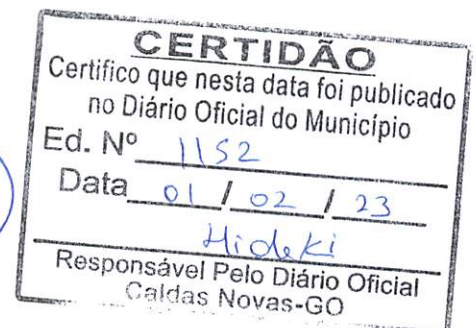 CERTIDÃO
Certifico que nesta data foi publicado
no Diário Oficial do Município
Ed. Nº 1152
Data 01 / 02 / 23
Hideki
Responsável Pelo Diário Oficial
Caldas Novas-GO